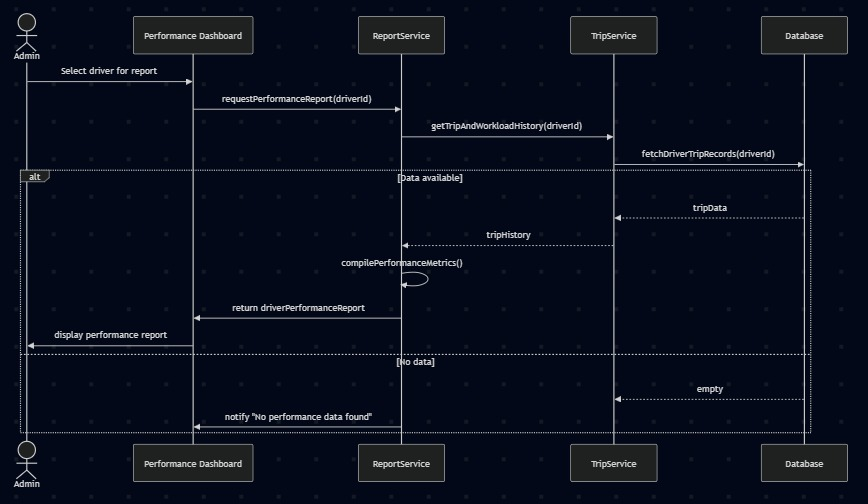 Admin
Performance Dashboard
ReportService
TripService
Database
Select driver for report
requestPerformanceReport(driverId)
getTripAndWorkloadHistory(driverId)
fetchDriverTripRecords(driverId)
alt
[Data available]
tripData
tripHistory
compilePerformanceMetrics()
return driverPerformanceReport
display performance report
[No data]
empty
notify "No performance data found"
Admin
Performance Dashboard
ReportService
TripService
Database